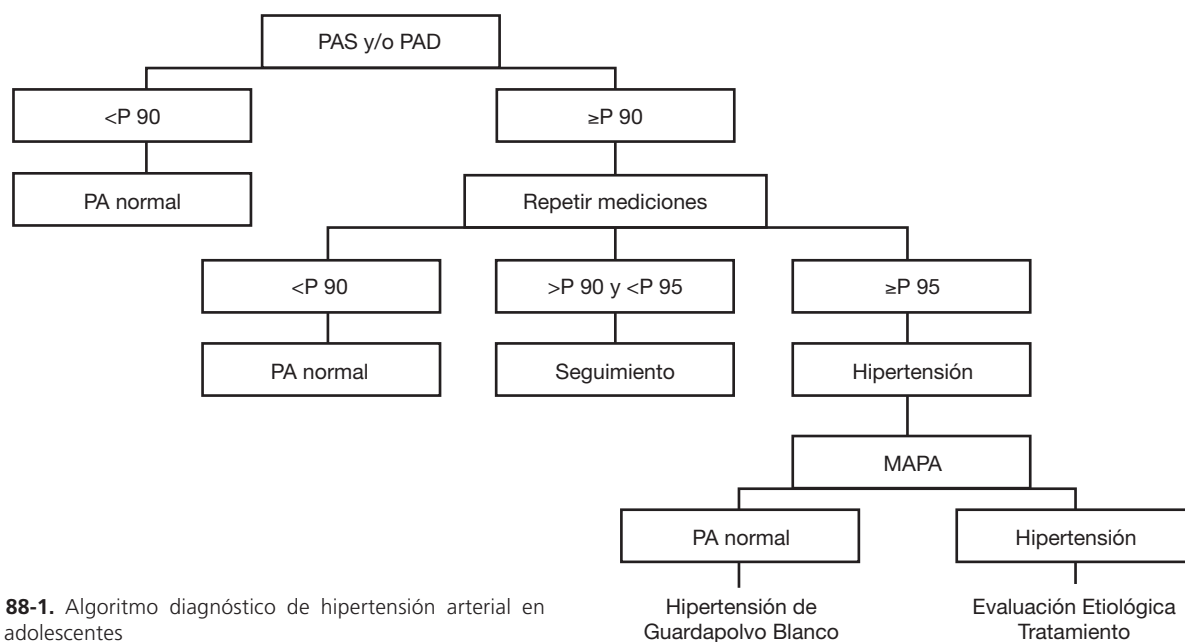 PAS y/o PAD
<P 90
≥P 90
PA normal
Repetir mediciones
<P 90
>P 90 y <P 95
≥P 95
PA normal
Seguimiento
Hipertensión
MAPA
PA normal
Hipertensión
Hipertensión de
Guardapolvo Blanco
Evaluación Etiológica
Tratamiento
88-1. Algoritmo diagnóstico de hipertensión arterial en
adolescentes